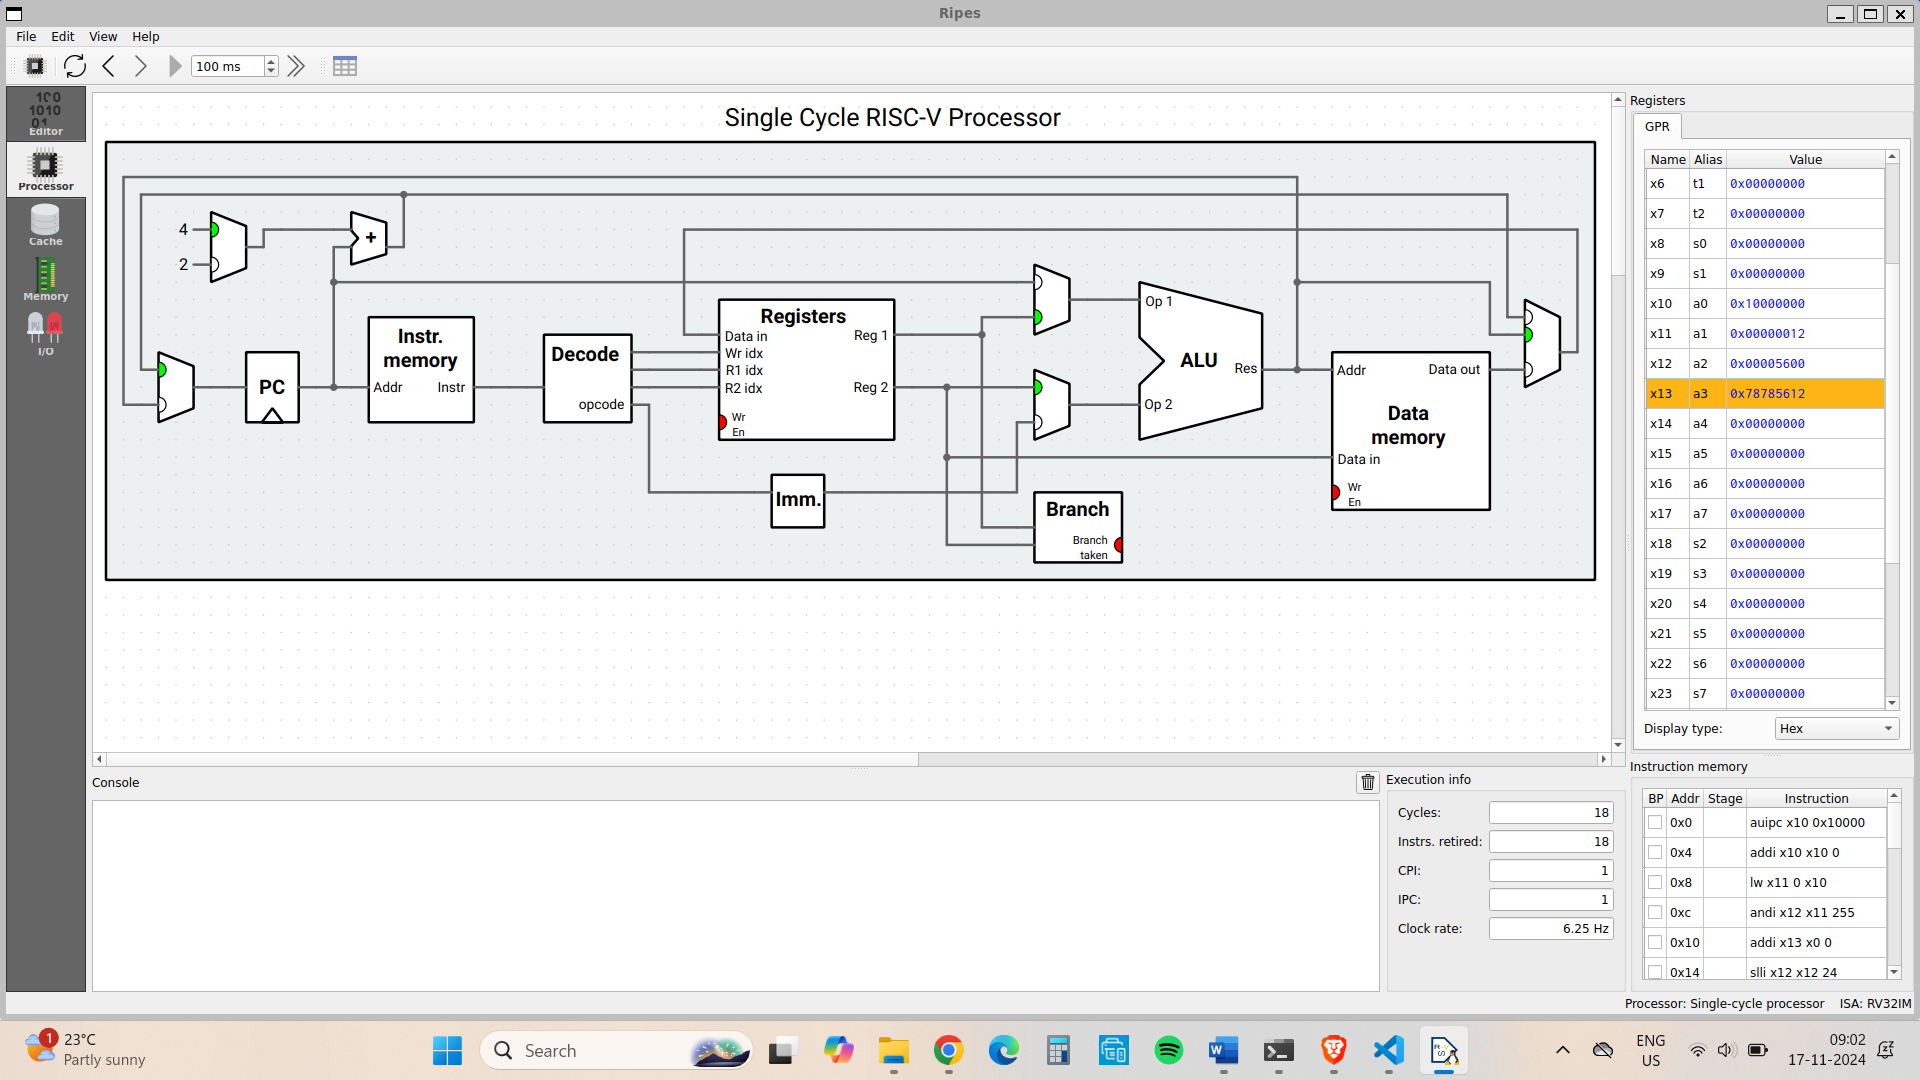 Ripes
File Edit View Help
100 ms
Editor
Processor
Cache
Memory
I/O
Single Cycle RISC-V Processor
4
2
+
PC
Instr. memory
Addr
Instr
Decode
opcode
Registers
Data in
Wr idx
R1 idx
R2 idx
Wr
En
Reg 1
Reg 2
Imm.
Op 1
ALU
Res
Op 2
Branch
Branch
taken
Addr
Data out
Data
memory
Data in
Wr
En
Registers
GPR
Name Alias Value
x6 t1 0x00000000
x7 t2 0x00000000
x8 s0 0x00000000
x9 s1 0x00000000
x10 a0 0x10000000
x11 a1 0x00000012
x12 a2 0x00005600
x13 a3 0x78785612
x14 a4 0x00000000
x15 a5 0x00000000
x16 a6 0x00000000
x17 a7 0x00000000
x18 s2 0x00000000
x19 s3 0x00000000
x20 s4 0x00000000
x21 s5 0x00000000
x22 s6 0x00000000
x23 s7 0x00000000
Display type: Hex
Console
Execution info
Cycles: 18
Instrs. retired: 18
CPI: 1
IPC: 1
Clock rate: 6.25 Hz
Instruction memory
BP Addr Stage Instruction
0x0 auipc x10 0x10000
0x4 addi x10 x10 0
0x8 lw x11 0 x10
0xc andi x12 x11 255
0x10 addi x13 x0 0
0x14 slli x12 x12 24
Processor: Single-cycle processor ISA: RV32IM
1
23°C
Partly sunny
Search
ENG
US
09:02
17-11-2024